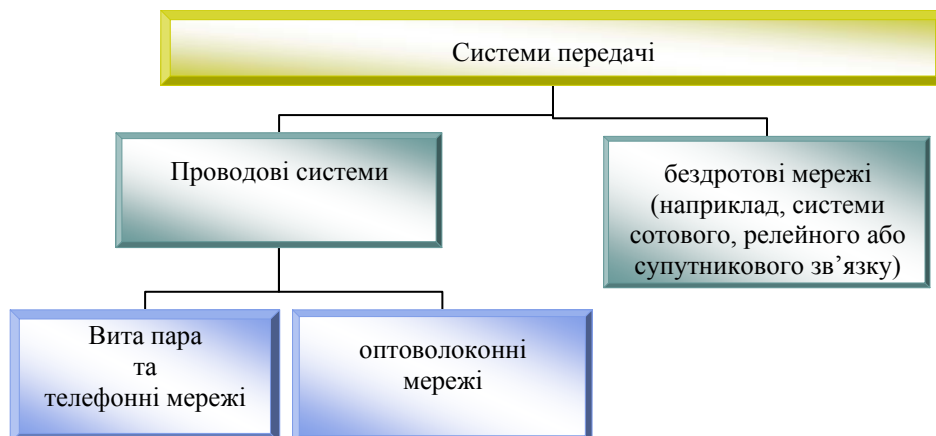 Системи передачі
Проводові системи
бездротові мережі
(наприклад, системи
сотового, релейного або
супутникового зв’язку)
Вита пара
та
телефонні мережі
оптоволоконні
мережі